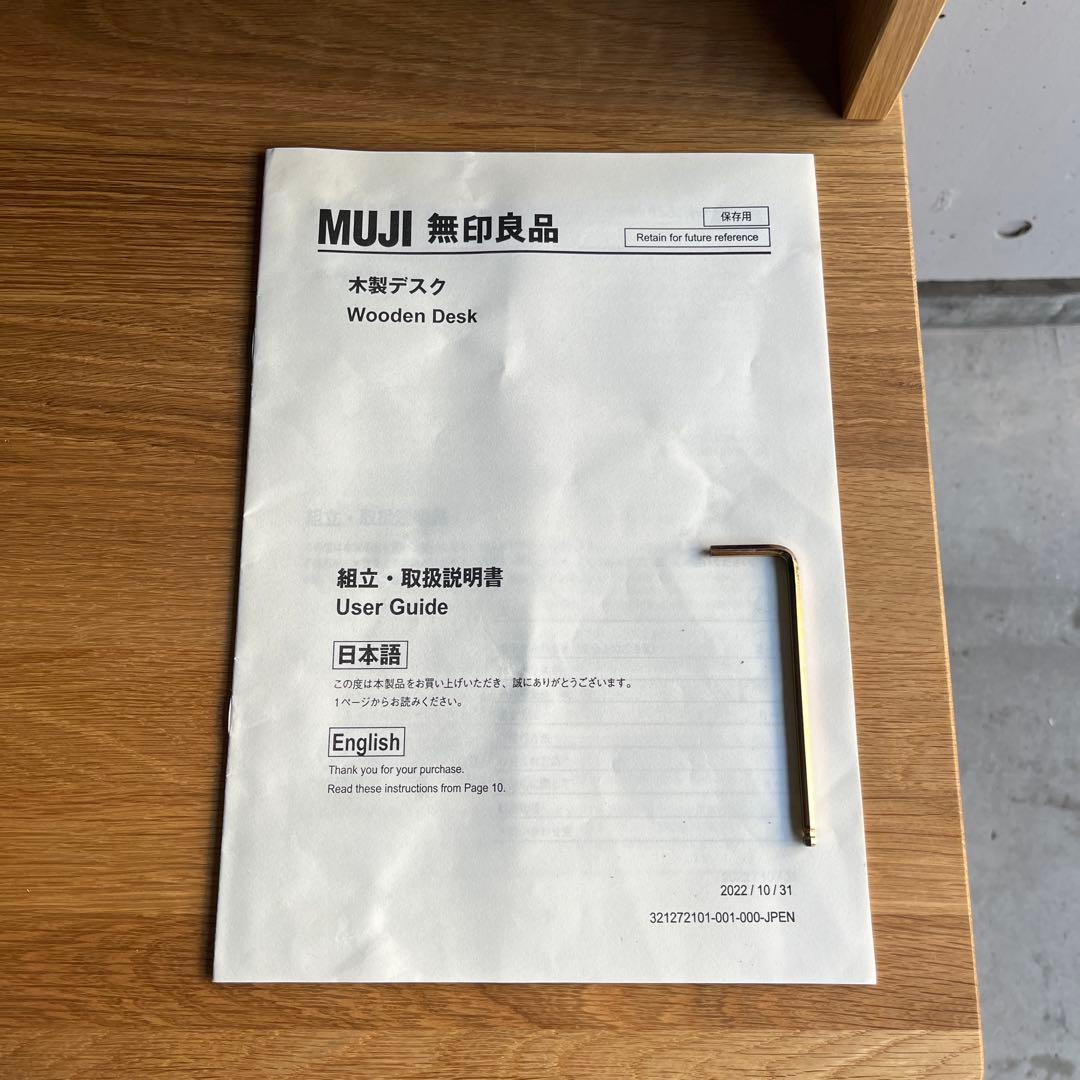 MUJI 無印良品
保存用
Retain for future reference
木製デスク
Wooden Desk
組立・取扱説明書
User Guide
日本語
この度は本製品をお買い上げいただき、誠にありがとうございます。
1ページからお読みください。
English
Thank you for your purchase.
Read these instructions from Page 10.
2022 / 10 / 31
321272101-001-000-JPEN